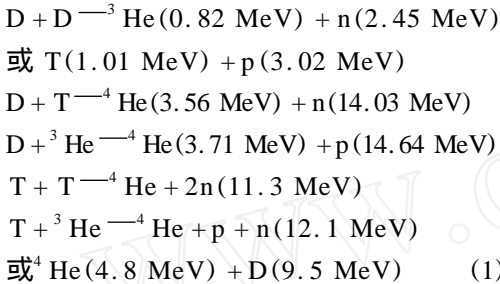 D + D —³He(0.82 MeV) + n(2.45 MeV)
或 T(1.01 MeV) + p(3.02 MeV)
D + T —⁴He(3.56 MeV) + n(14.03 MeV)
D + ³He —⁴He(3.71 MeV) + p(14.64 MeV)
T + T —⁴He + 2n(11.3 MeV)
T + ³He —⁴He + p + n(12.1 MeV)
或⁴He(4.8 MeV) + D(9.5 MeV) (1